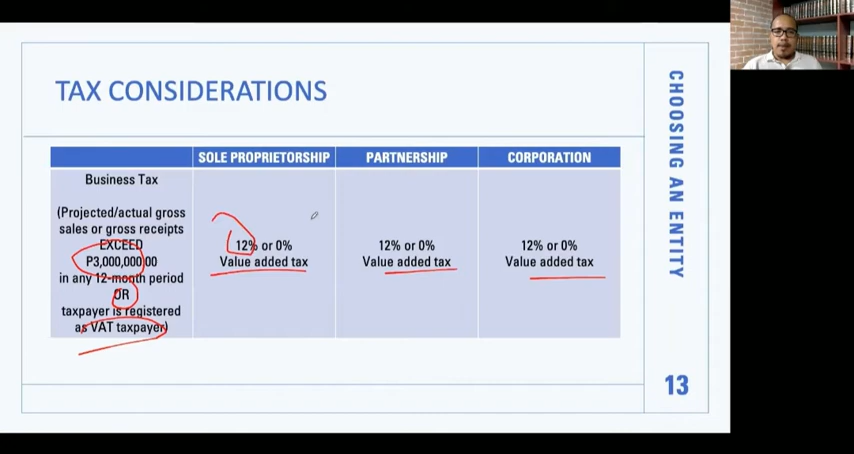 TAX CONSIDERATIONS
SOLE PROPRIETORSHIP
PARTNERSHIP
CORPORATION
Business Tax
(Projected/actual gross
sales or gross receipts
EXCEED
P3,000,000.00
in any 12-month period
OR
taxpayer is registered
as VAT taxpayer)
12% or 0%
Value added tax
12% or 0%
Value added tax
12% or 0%
Value added tax
CHOOSING AN ENTITY
13